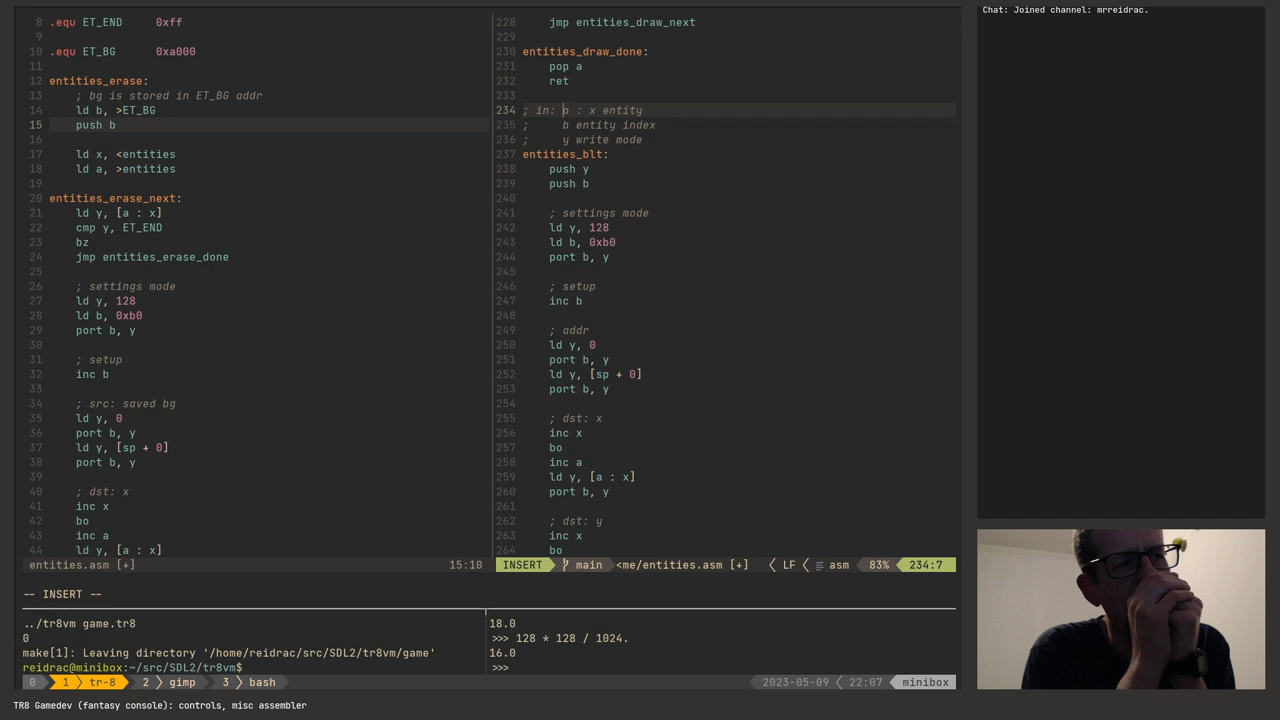 Chat: Joined channel: mrreidrac.
8 .equ ET_END 0xff
9
10 .equ ET_BG 0xa000
11
12 entities_erase:
13 ; bg is stored in ET_BG addr
14 ld b, >ET_BG
15 push b
16
17 ld x, <entities
18 ld a, >entities
19
20 entities_erase_next:
21 ld y, [a : x]
22 cmp y, ET_END
23 bz
24 jmp entities_erase_done
25
26 ; settings mode
27 ld y, 128
28 ld b, 0xb0
29 port b, y
30
31 ; setup
32 inc b
33
34 ; src: saved bg
35 ld y, 0
36 port b, y
37 ld y, [sp + 0]
38 port b, y
39
40 ; dst: x
41 inc x
42 bo
43 inc a
44 ld y, [a : x]
entities.asm [+] 15:10
228 jmp entities_draw_next
229
230 entities_draw_done:
231 pop a
232 ret
233
234 ; in: a : x entity
235 ; b entity index
236 ; y write mode
237 entities_blt:
238 push y
239 push b
240
241 ; settings mode
242 ld y, 128
243 ld b, 0xb0
244 port b, y
245
246 ; setup
247 inc b
248
249 ; addr
250 ld y, 0
251 port b, y
252 ld y, [sp + 0]
253 port b, y
254
255 ; dst: x
256 inc x
257 bo
258 inc a
259 ld y, [a : x]
260 port b, y
261
262 ; dst: y
263 inc x
264 bo
INSERT main <me/entities.asm [+] LF asm 83% 234:7
-- INSERT --
../tr8vm game.tr8
0
make[1]: Leaving directory '/home/reidrac/src/SDL2/tr8vm/game'
reidrac@minibox:~/src/SDL2/tr8vm$
18.0
>>> 128 * 128 / 1024.
16.0
>>>
0 1 tr-8 2 gimp 3 bash 2023-05-09 22:07 minibox
TR8 Gamedev (fantasy console): controls, misc assembler